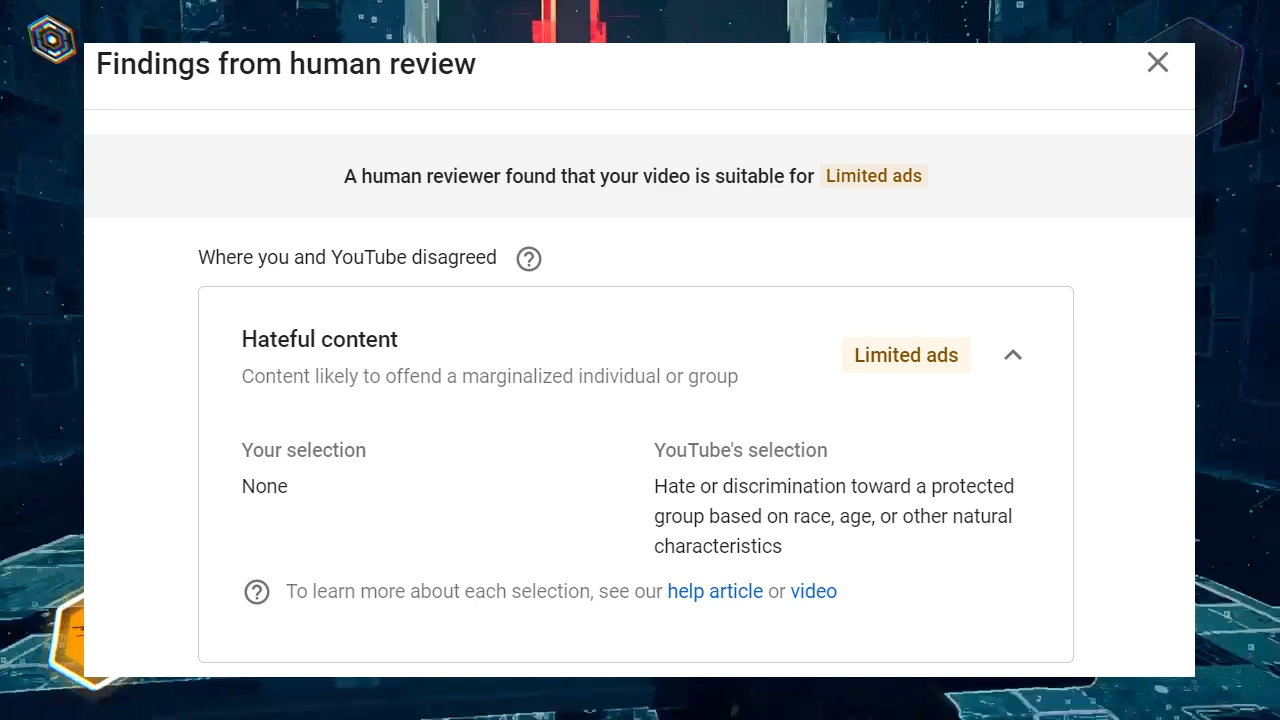 Findings from human review
A human reviewer found that your video is suitable for Limited ads
Where you and YouTube disagreed
Hateful content
Content likely to offend a marginalized individual or group
Limited ads
Your selection
None
YouTube's selection
Hate or discrimination toward a protected
group based on race, age, or other natural
characteristics
To learn more about each selection, see our help article or video